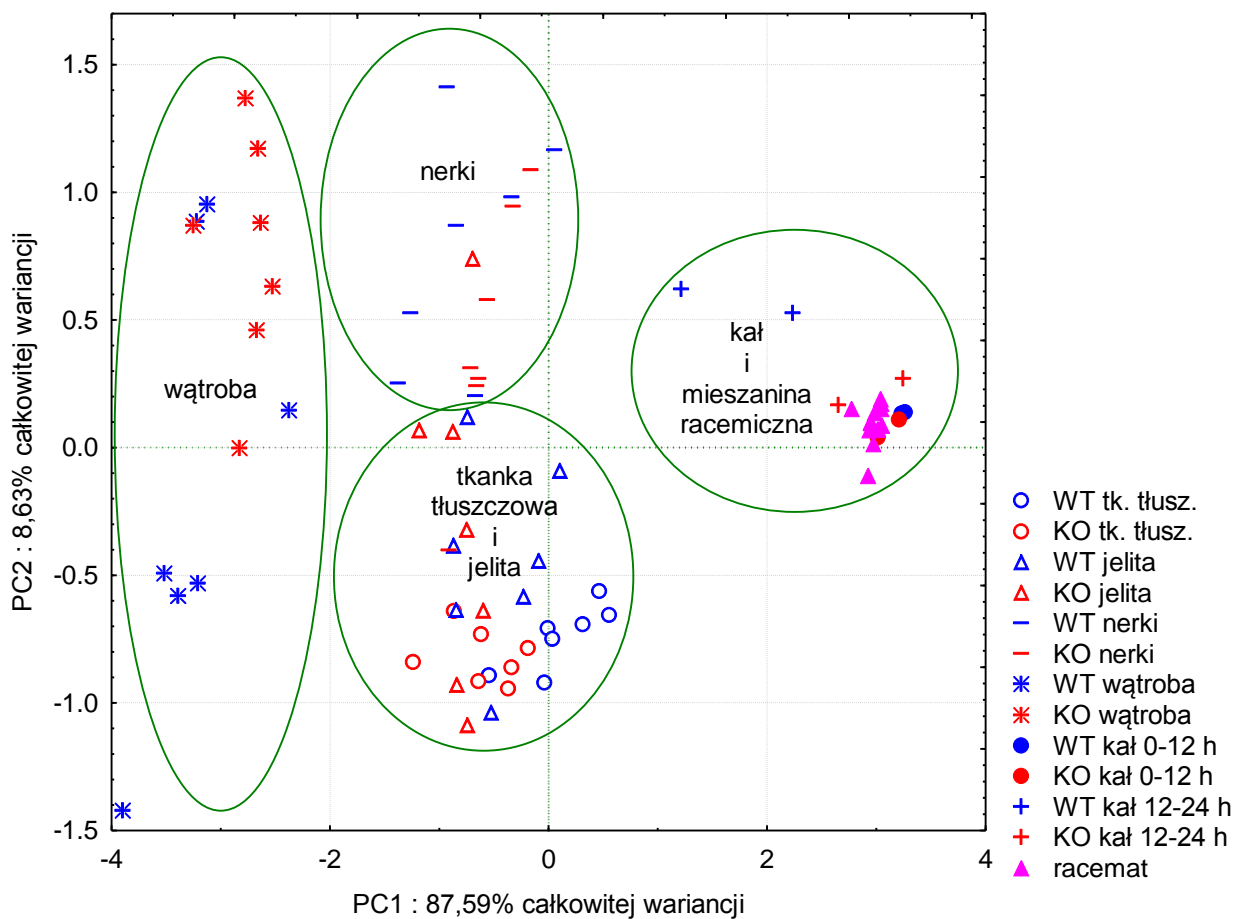 1.5
1.0
0.5
0.0
-0.5
-1.0
-1.5
PC2 : 8,63% całkowitej wariancji
nerki
wątroba
kał
i
mieszanina
racemiczna
tkanka
tłuszczowa
i
jelita
-4
-2
0
2
4
PC1 : 87,59% całkowitej wariancji
WT tk. tłusz.
KO tk. tłusz.
WT jelita
KO jelita
WT nerki
KO nerki
WT wątroba
KO wątroba
WT kał 0-12 h
KO kał 0-12 h
WT kał 12-24 h
KO kał 12-24 h
racemat